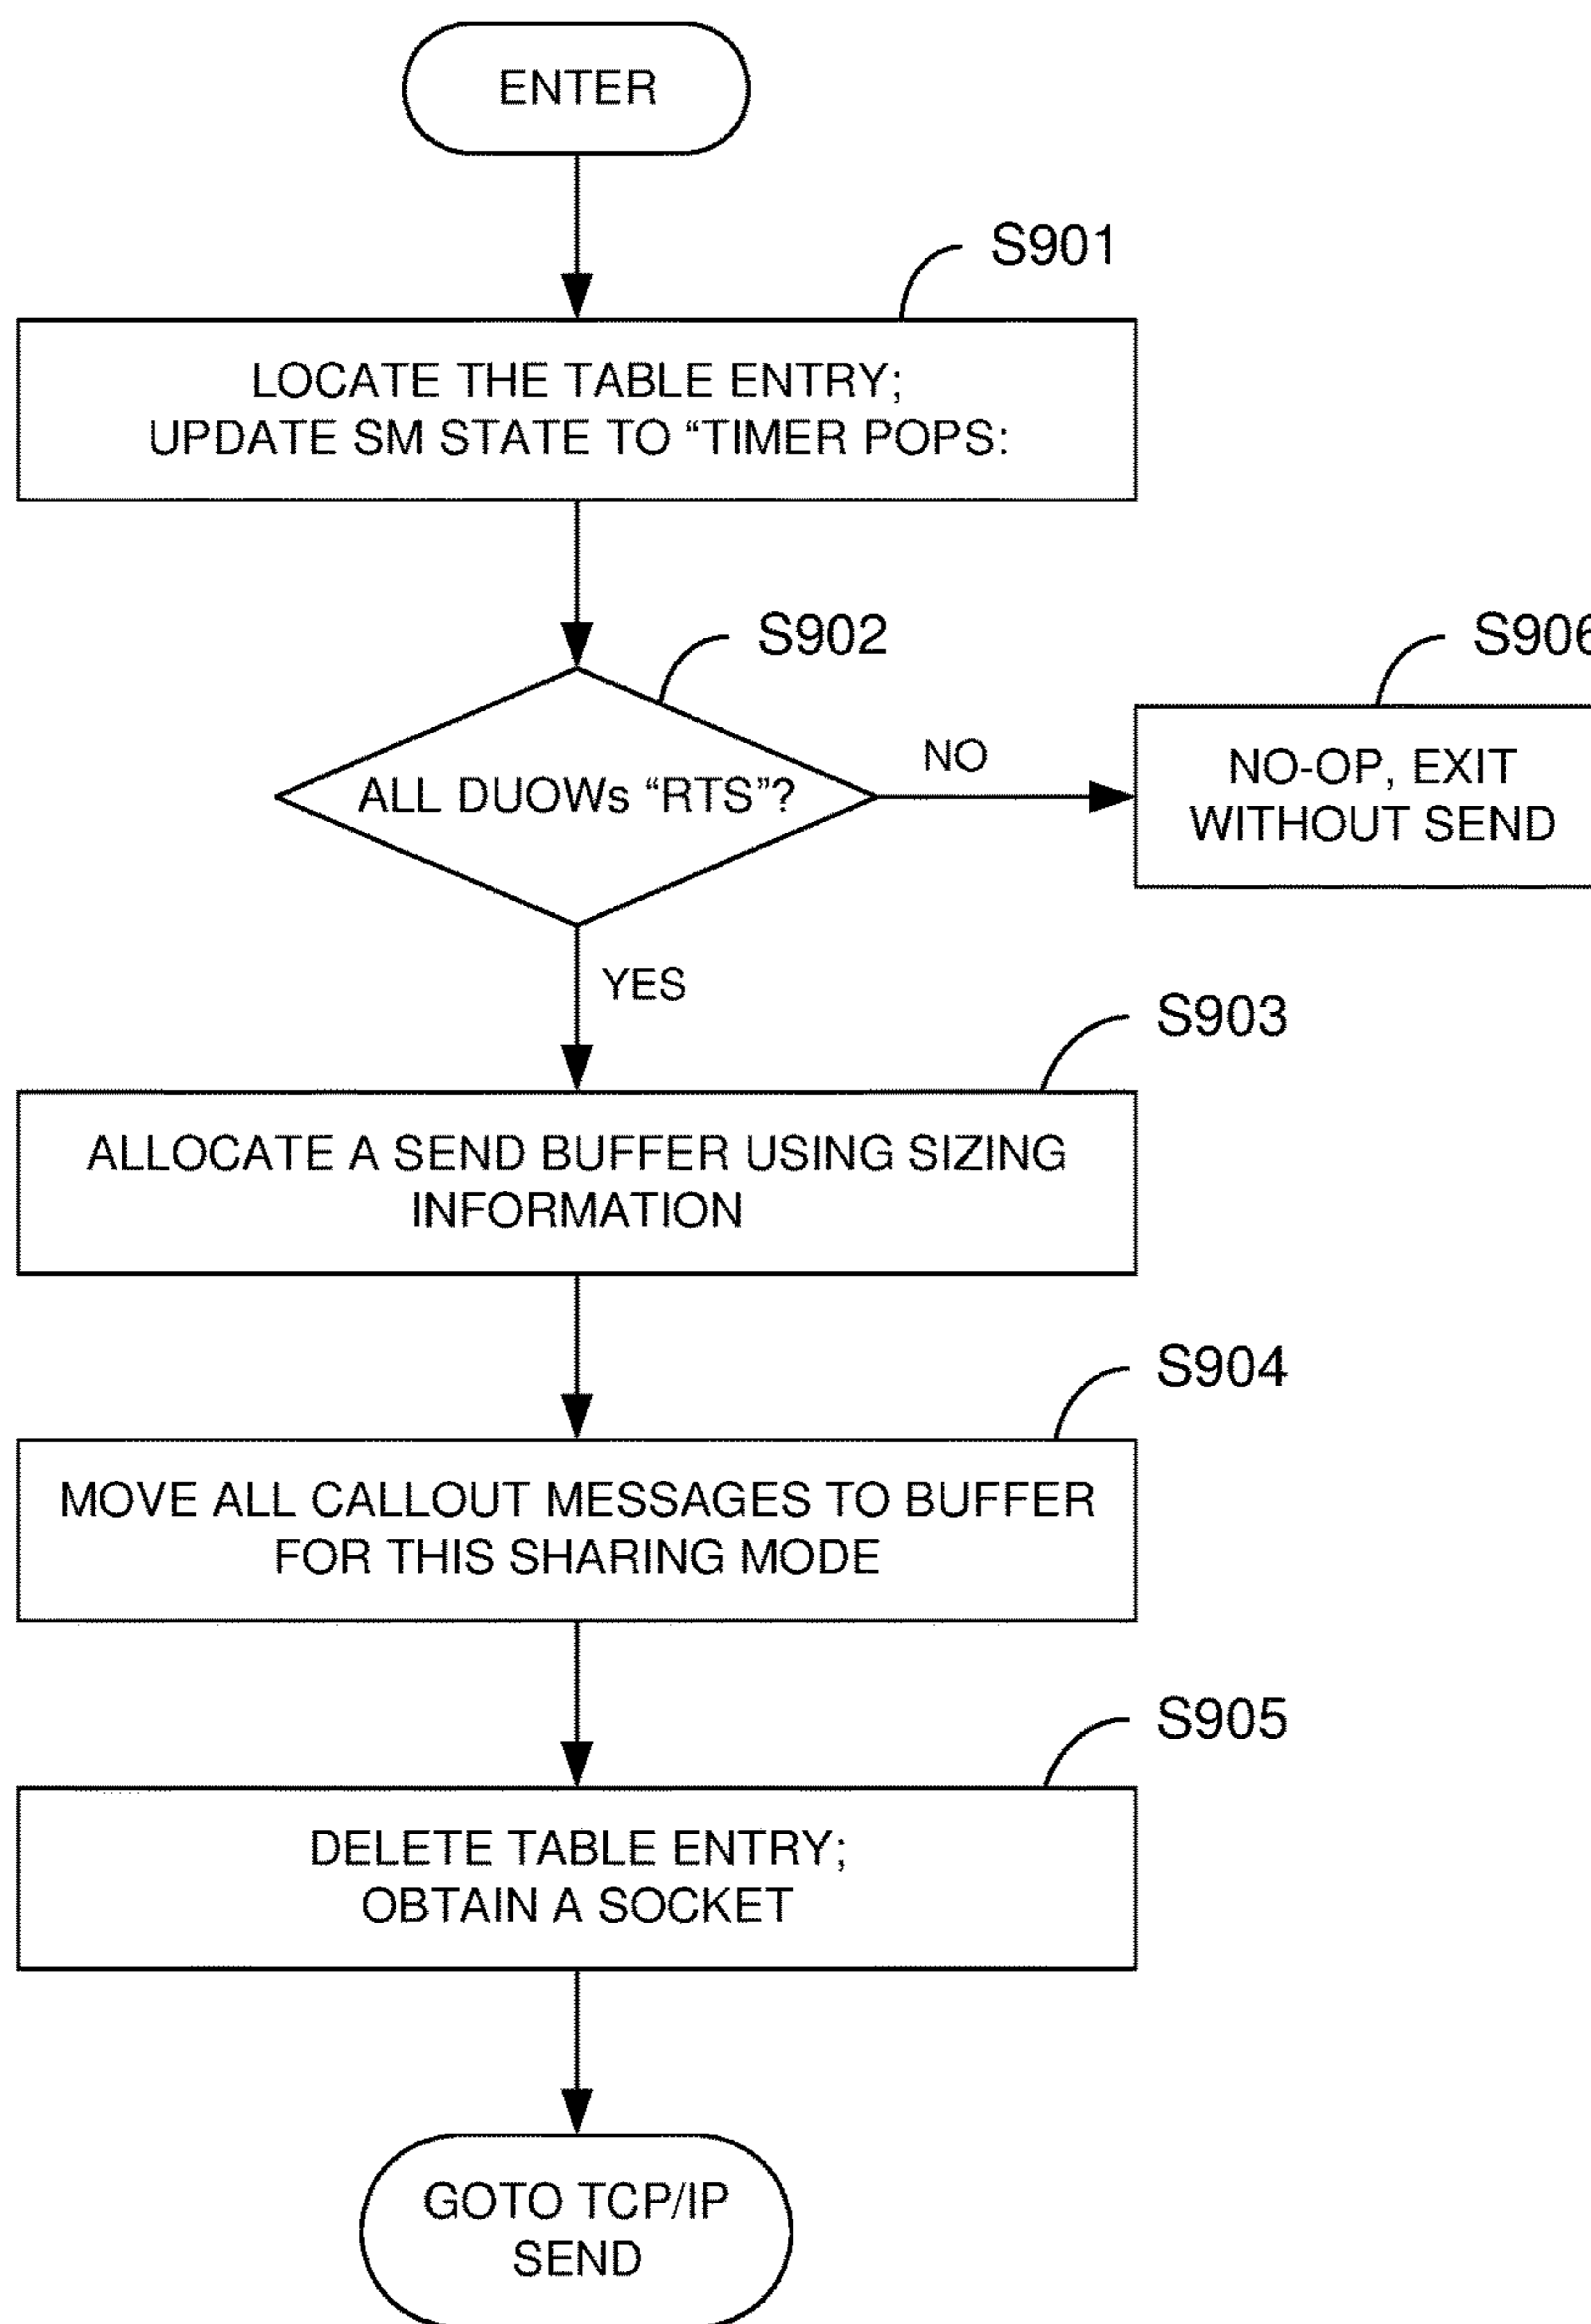 ENTER
S901
LOCATE THE TABLE ENTRY;
UPDATE SM STATE TO “TIMER POPS:
S902
S906
ALL DUOWs “RTS”?
NO
NO-OP, EXIT
WITHOUT SEND
YES
S903
ALLOCATE A SEND BUFFER USING SIZING
INFORMATION
S904
MOVE ALL CALLOUT MESSAGES TO BUFFER
FOR THIS SHARING MODE
S905
DELETE TABLE ENTRY;
OBTAIN A SOCKET
GOTO TCP/IP
SEND